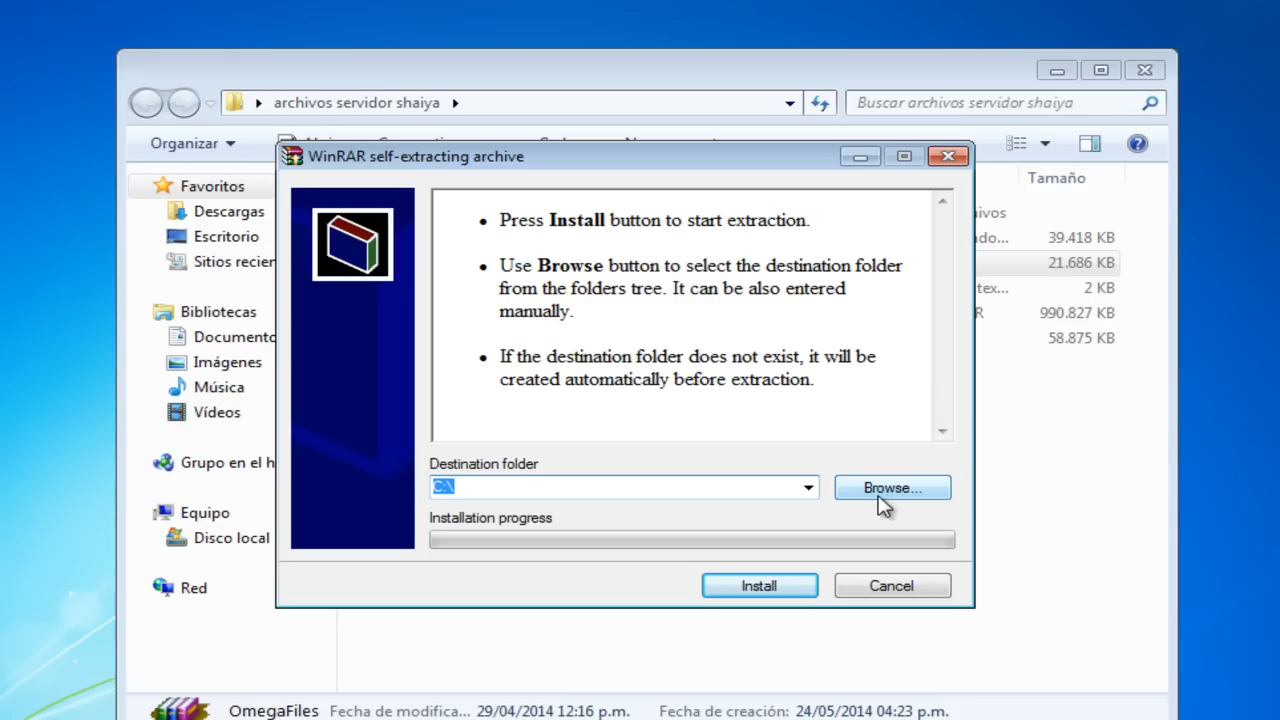 archivos servidor shaiya
Buscar archivos servidor shaiya
Organizar
WinRAR self-extracting archive
Tamaño
Favoritos
Descargas
Escritorio
Sitios recien
Bibliotecas
Documento
Imágenes
Música
Vídeos
Grupo en el h
Equipo
Disco local
Red
• Press Install button to start extraction.
• Use Browse button to select the destination folder
from the folders tree. It can be also entered
manually.
• If the destination folder does not exist, it will be
created automatically before extraction.
Destination folder
C:\
Browse...
Installation progress
Install
Cancel
ivos
do... 39.418 KB
21.686 KB
tex... 2 KB
R 990.827 KB
58.875 KB
OmegaFiles Fecha de modifica... 29/04/2014 12:16 p.m. Fecha de creación: 24/05/2014 04:23 p.m.